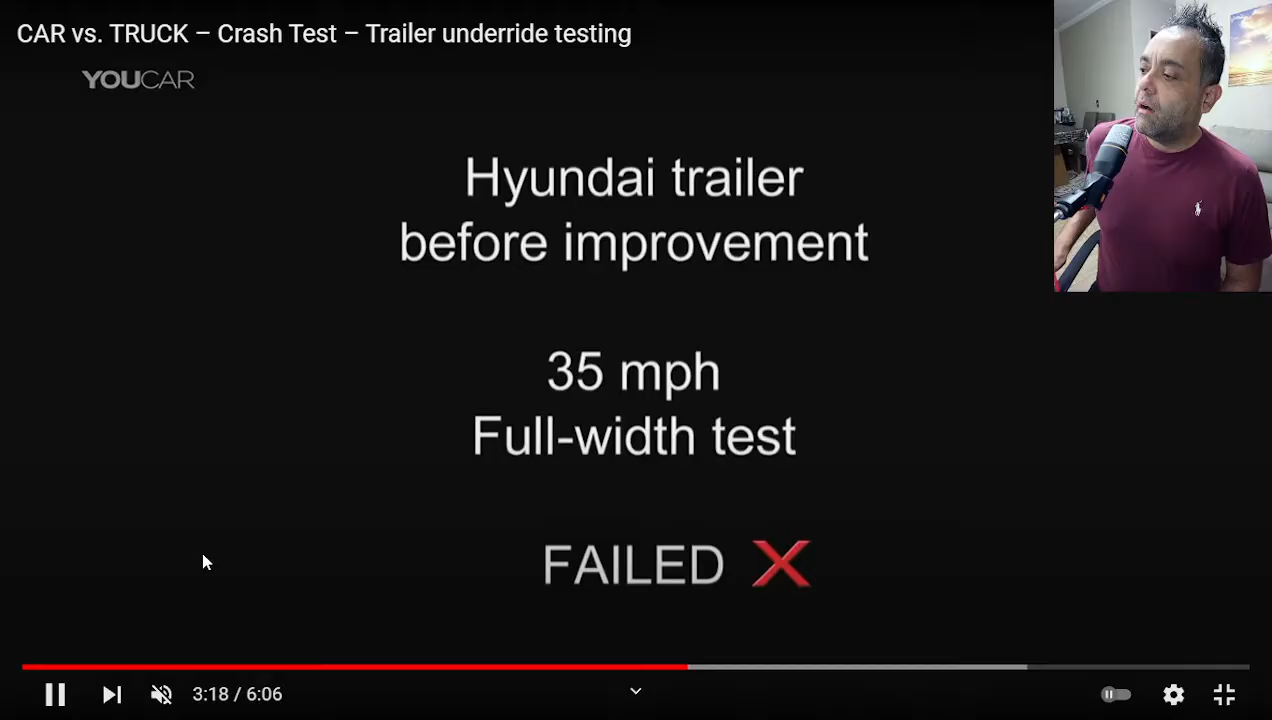 CAR vs. TRUCK – Crash Test – Trailer underride testing
YOUCAR
Hyundai trailer
before improvement
35 mph
Full-width test
FAILED
3:18 / 6:06